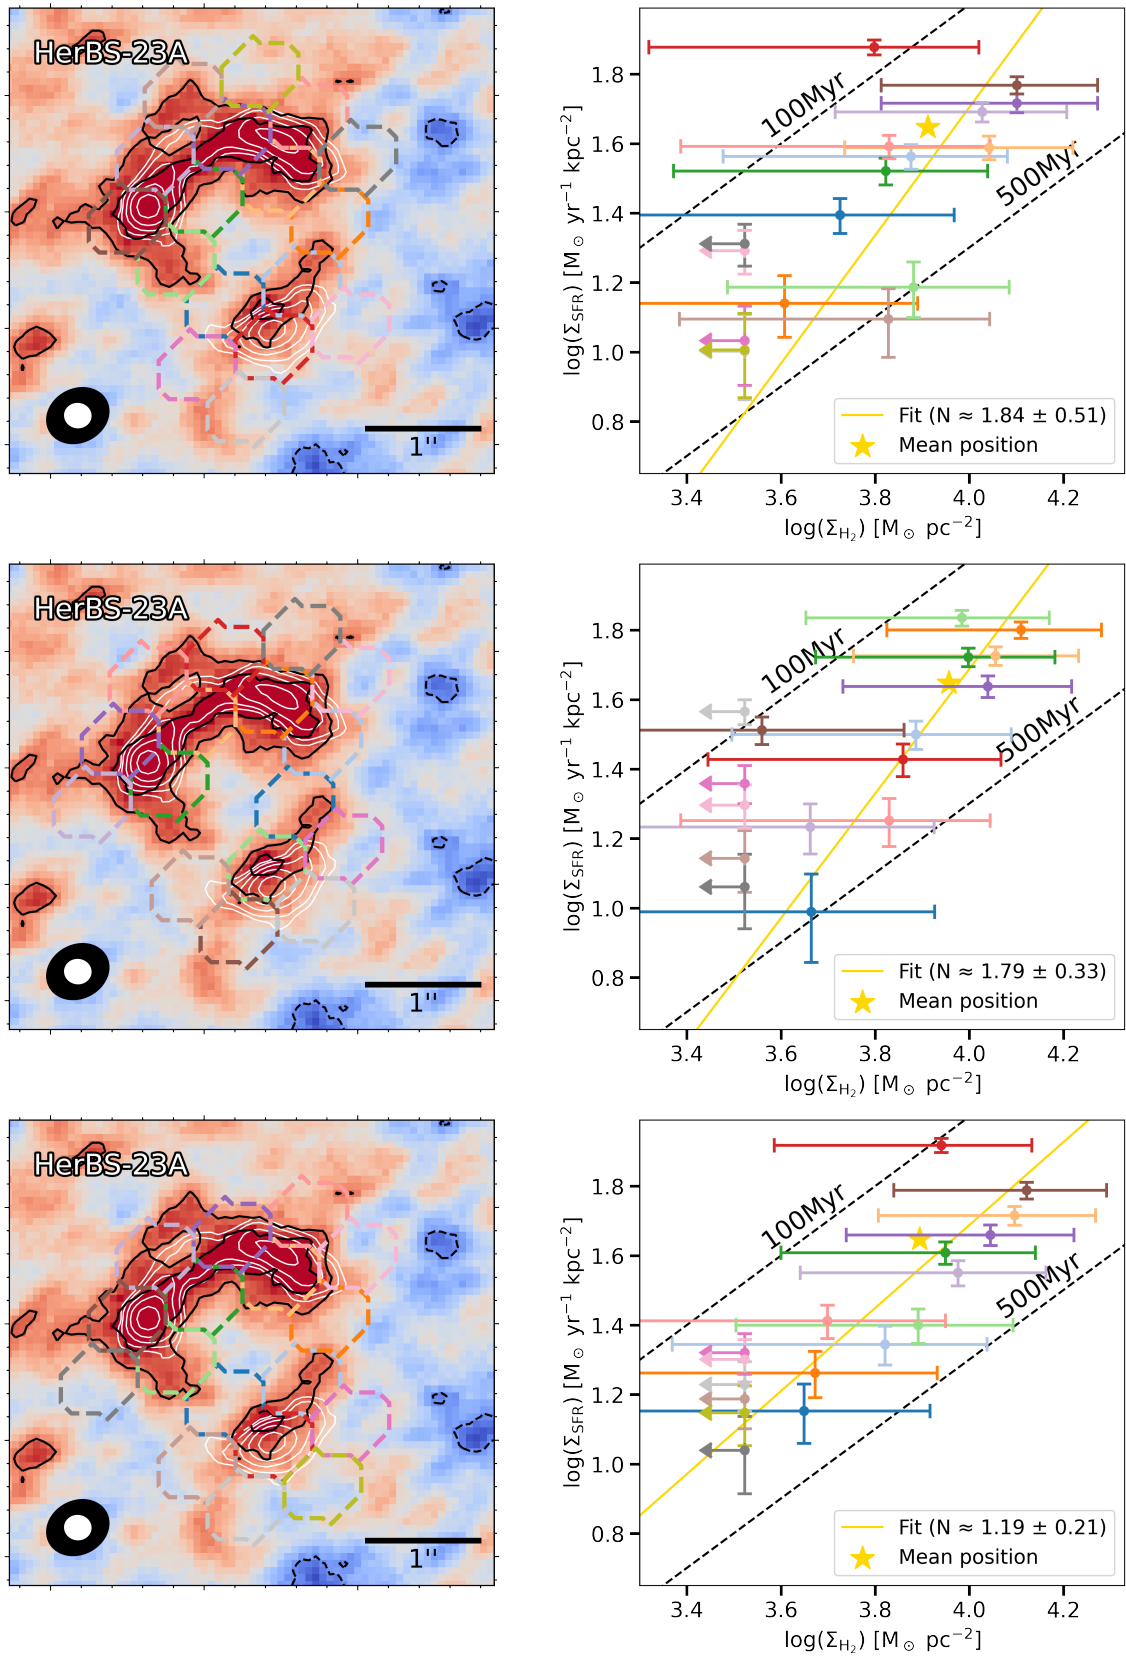 HerBS-23A
1''
1.8
1.6
1.4
1.2
1.0
0.8
log(Σ_SFR) [M_⊙ yr⁻¹ kpc⁻²]
100Myr
500Myr
Fit (N ≈ 1.84 ± 0.51)
Mean position
3.4 3.6 3.8 4.0 4.2
log(Σ_H₂) [M_⊙ pc⁻²]
HerBS-23A
1''
1.8
1.6
1.4
1.2
1.0
0.8
log(Σ_SFR) [M_⊙ yr⁻¹ kpc⁻²]
100Myr
500Myr
Fit (N ≈ 1.79 ± 0.33)
Mean position
3.4 3.6 3.8 4.0 4.2
log(Σ_H₂) [M_⊙ pc⁻²]
HerBS-23A
1''
1.8
1.6
1.4
1.2
1.0
0.8
log(Σ_SFR) [M_⊙ yr⁻¹ kpc⁻²]
100Myr
500Myr
Fit (N ≈ 1.19 ± 0.21)
Mean position
3.4 3.6 3.8 4.0 4.2
log(Σ_H₂) [M_⊙ pc⁻²]